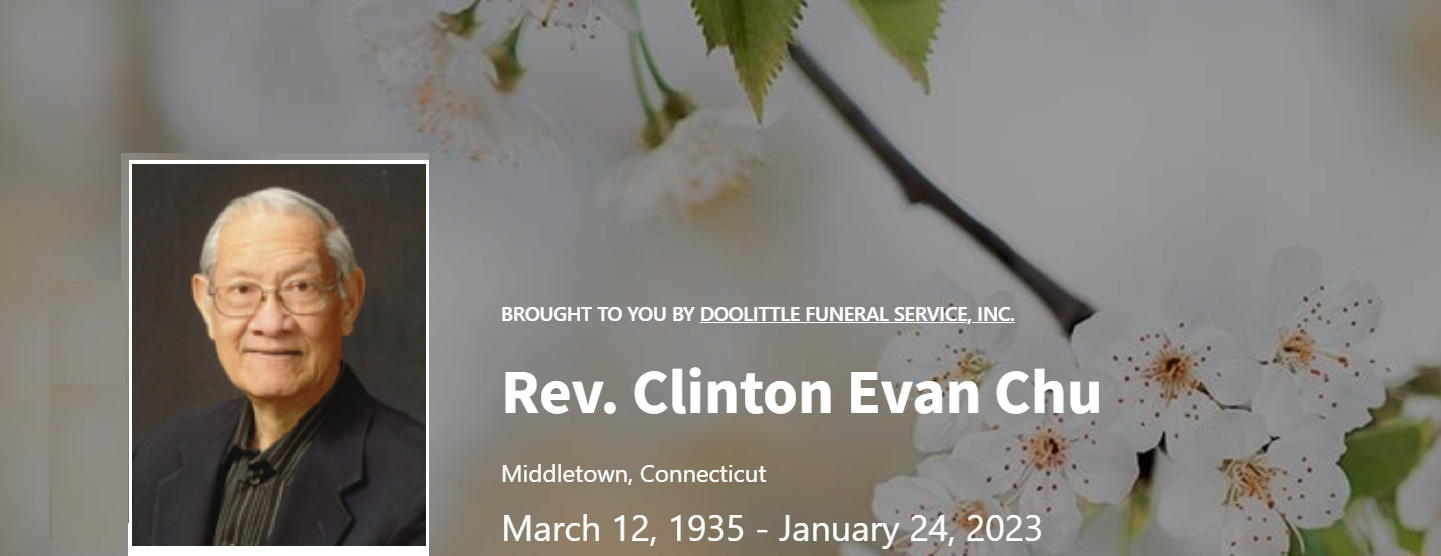 BROUGHT TO YOU BY DOOLITTLE FUNERAL SERVICE, INC.
Rev. Clinton Evan Chu
Middletown, Connecticut
March 12, 1935 - January 24, 2023